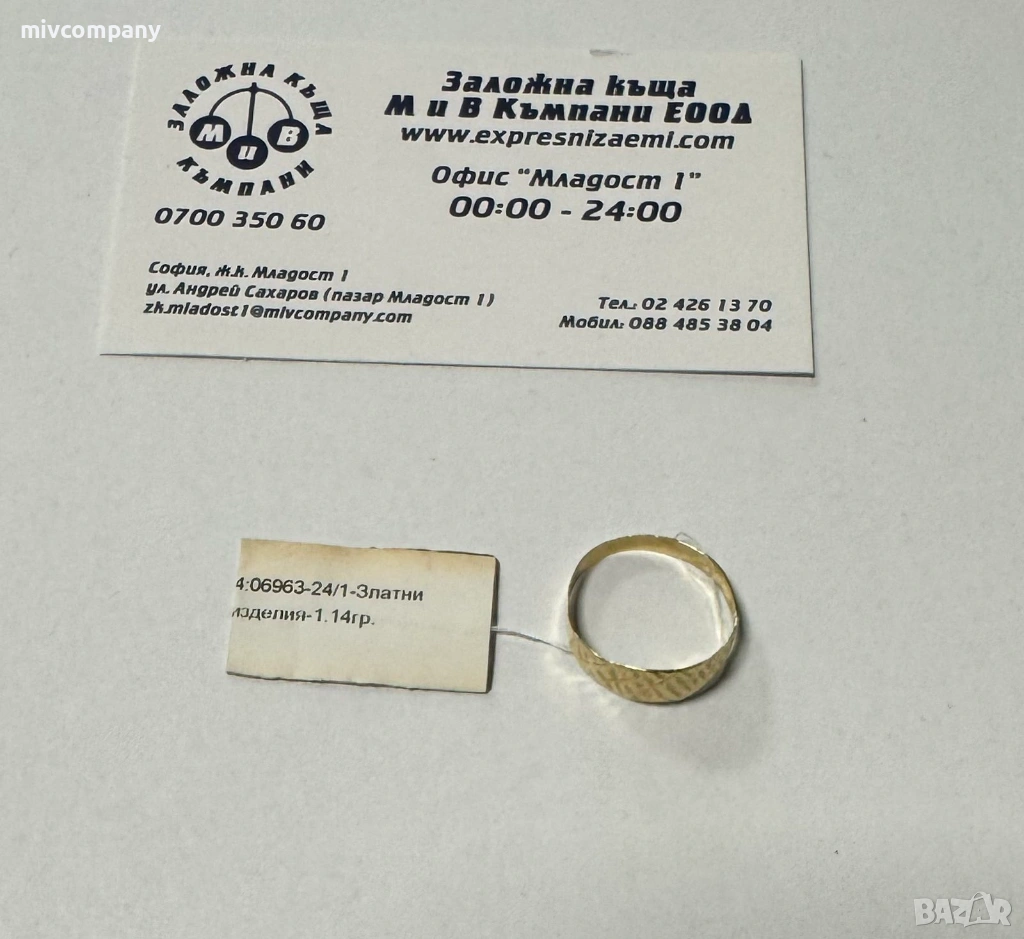 mivcompany
ЗАЛОЖНА КЪЩА
М и В
КЪМПАНИ
0700 350 60
Заложна къща
М и В Къмпани ЕООД
www.expresnizaemi.com
Офис "Младост 1"
00:00 - 24:00
София, ж.к. Младост 1
ул. Андрей Сахаров (пазар Младост 1)
zk.mladost1@mivcompany.com
Тел.: 02 426 13 70
Мобил: 088 485 38 04
4:06963-24/1-Златни
изделия-1.14гр.
BAZAR